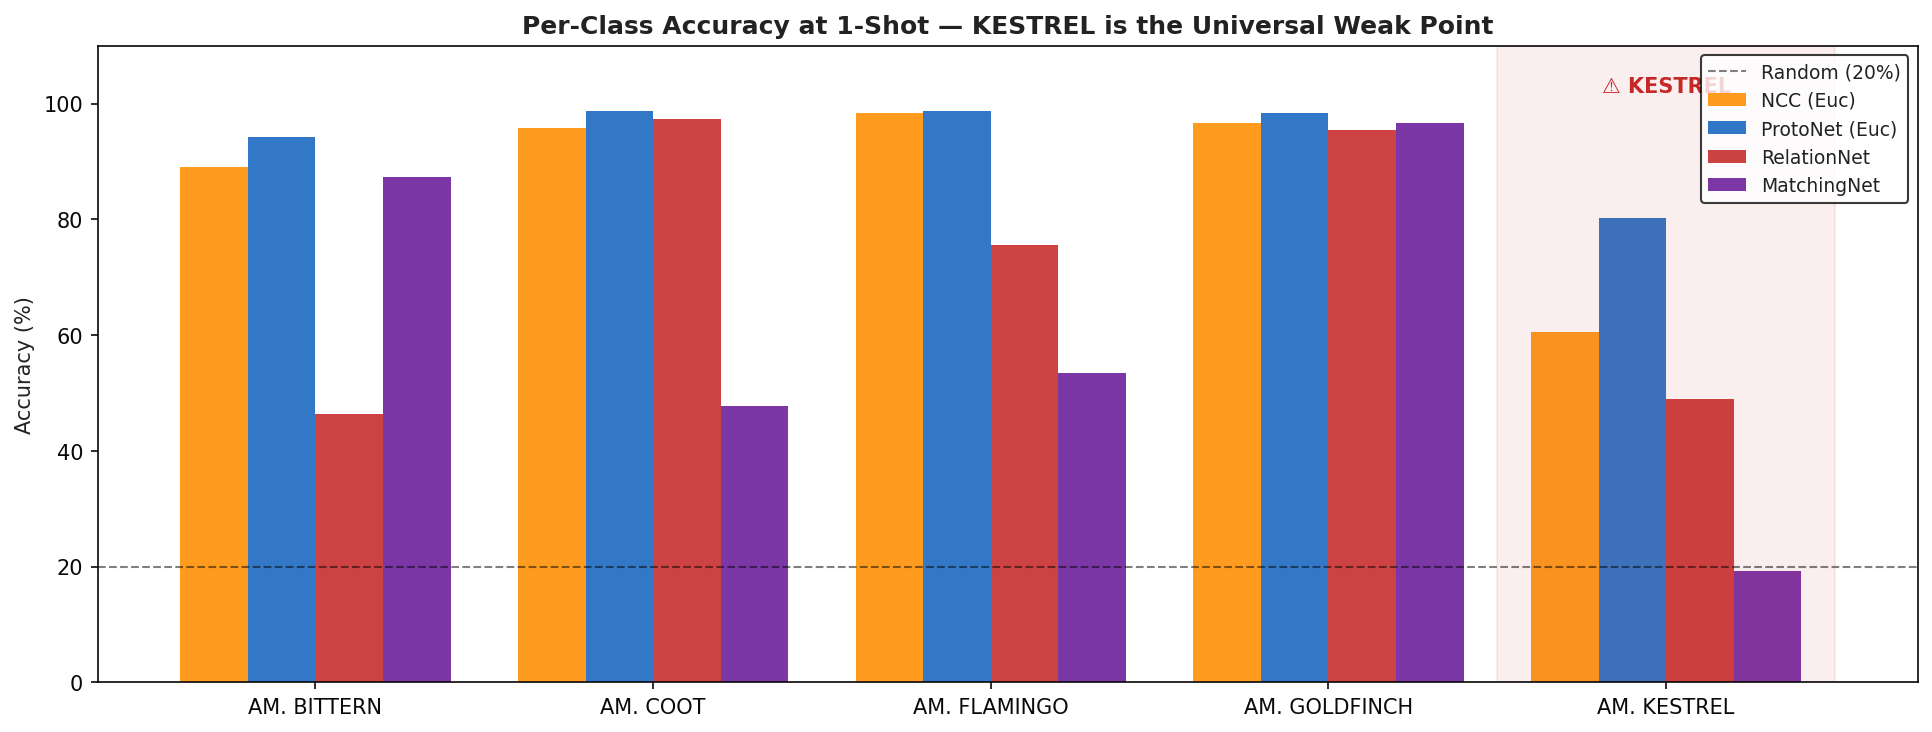 Per-Class Accuracy at 1-Shot — KESTREL is the Universal Weak Point
⚠ KESTREL
Random (20%)
NCC (Euc)
ProtoNet (Euc)
RelationNet
MatchingNet
Accuracy (%)
100
80
60
40
20
0
AM. BITTERN
AM. COOT
AM. FLAMINGO
AM. GOLDFINCH
AM. KESTREL